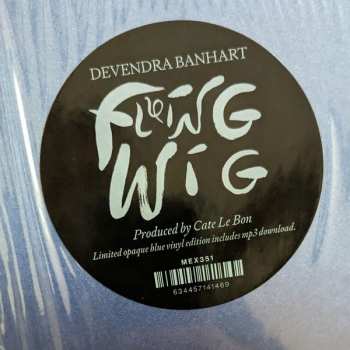 DEVENDRA BANHART
FLYING
WIG
Produced by Cate Le Bon
Limited opaque blue vinyl edition includes mp3 download.
MEX351
634457141469